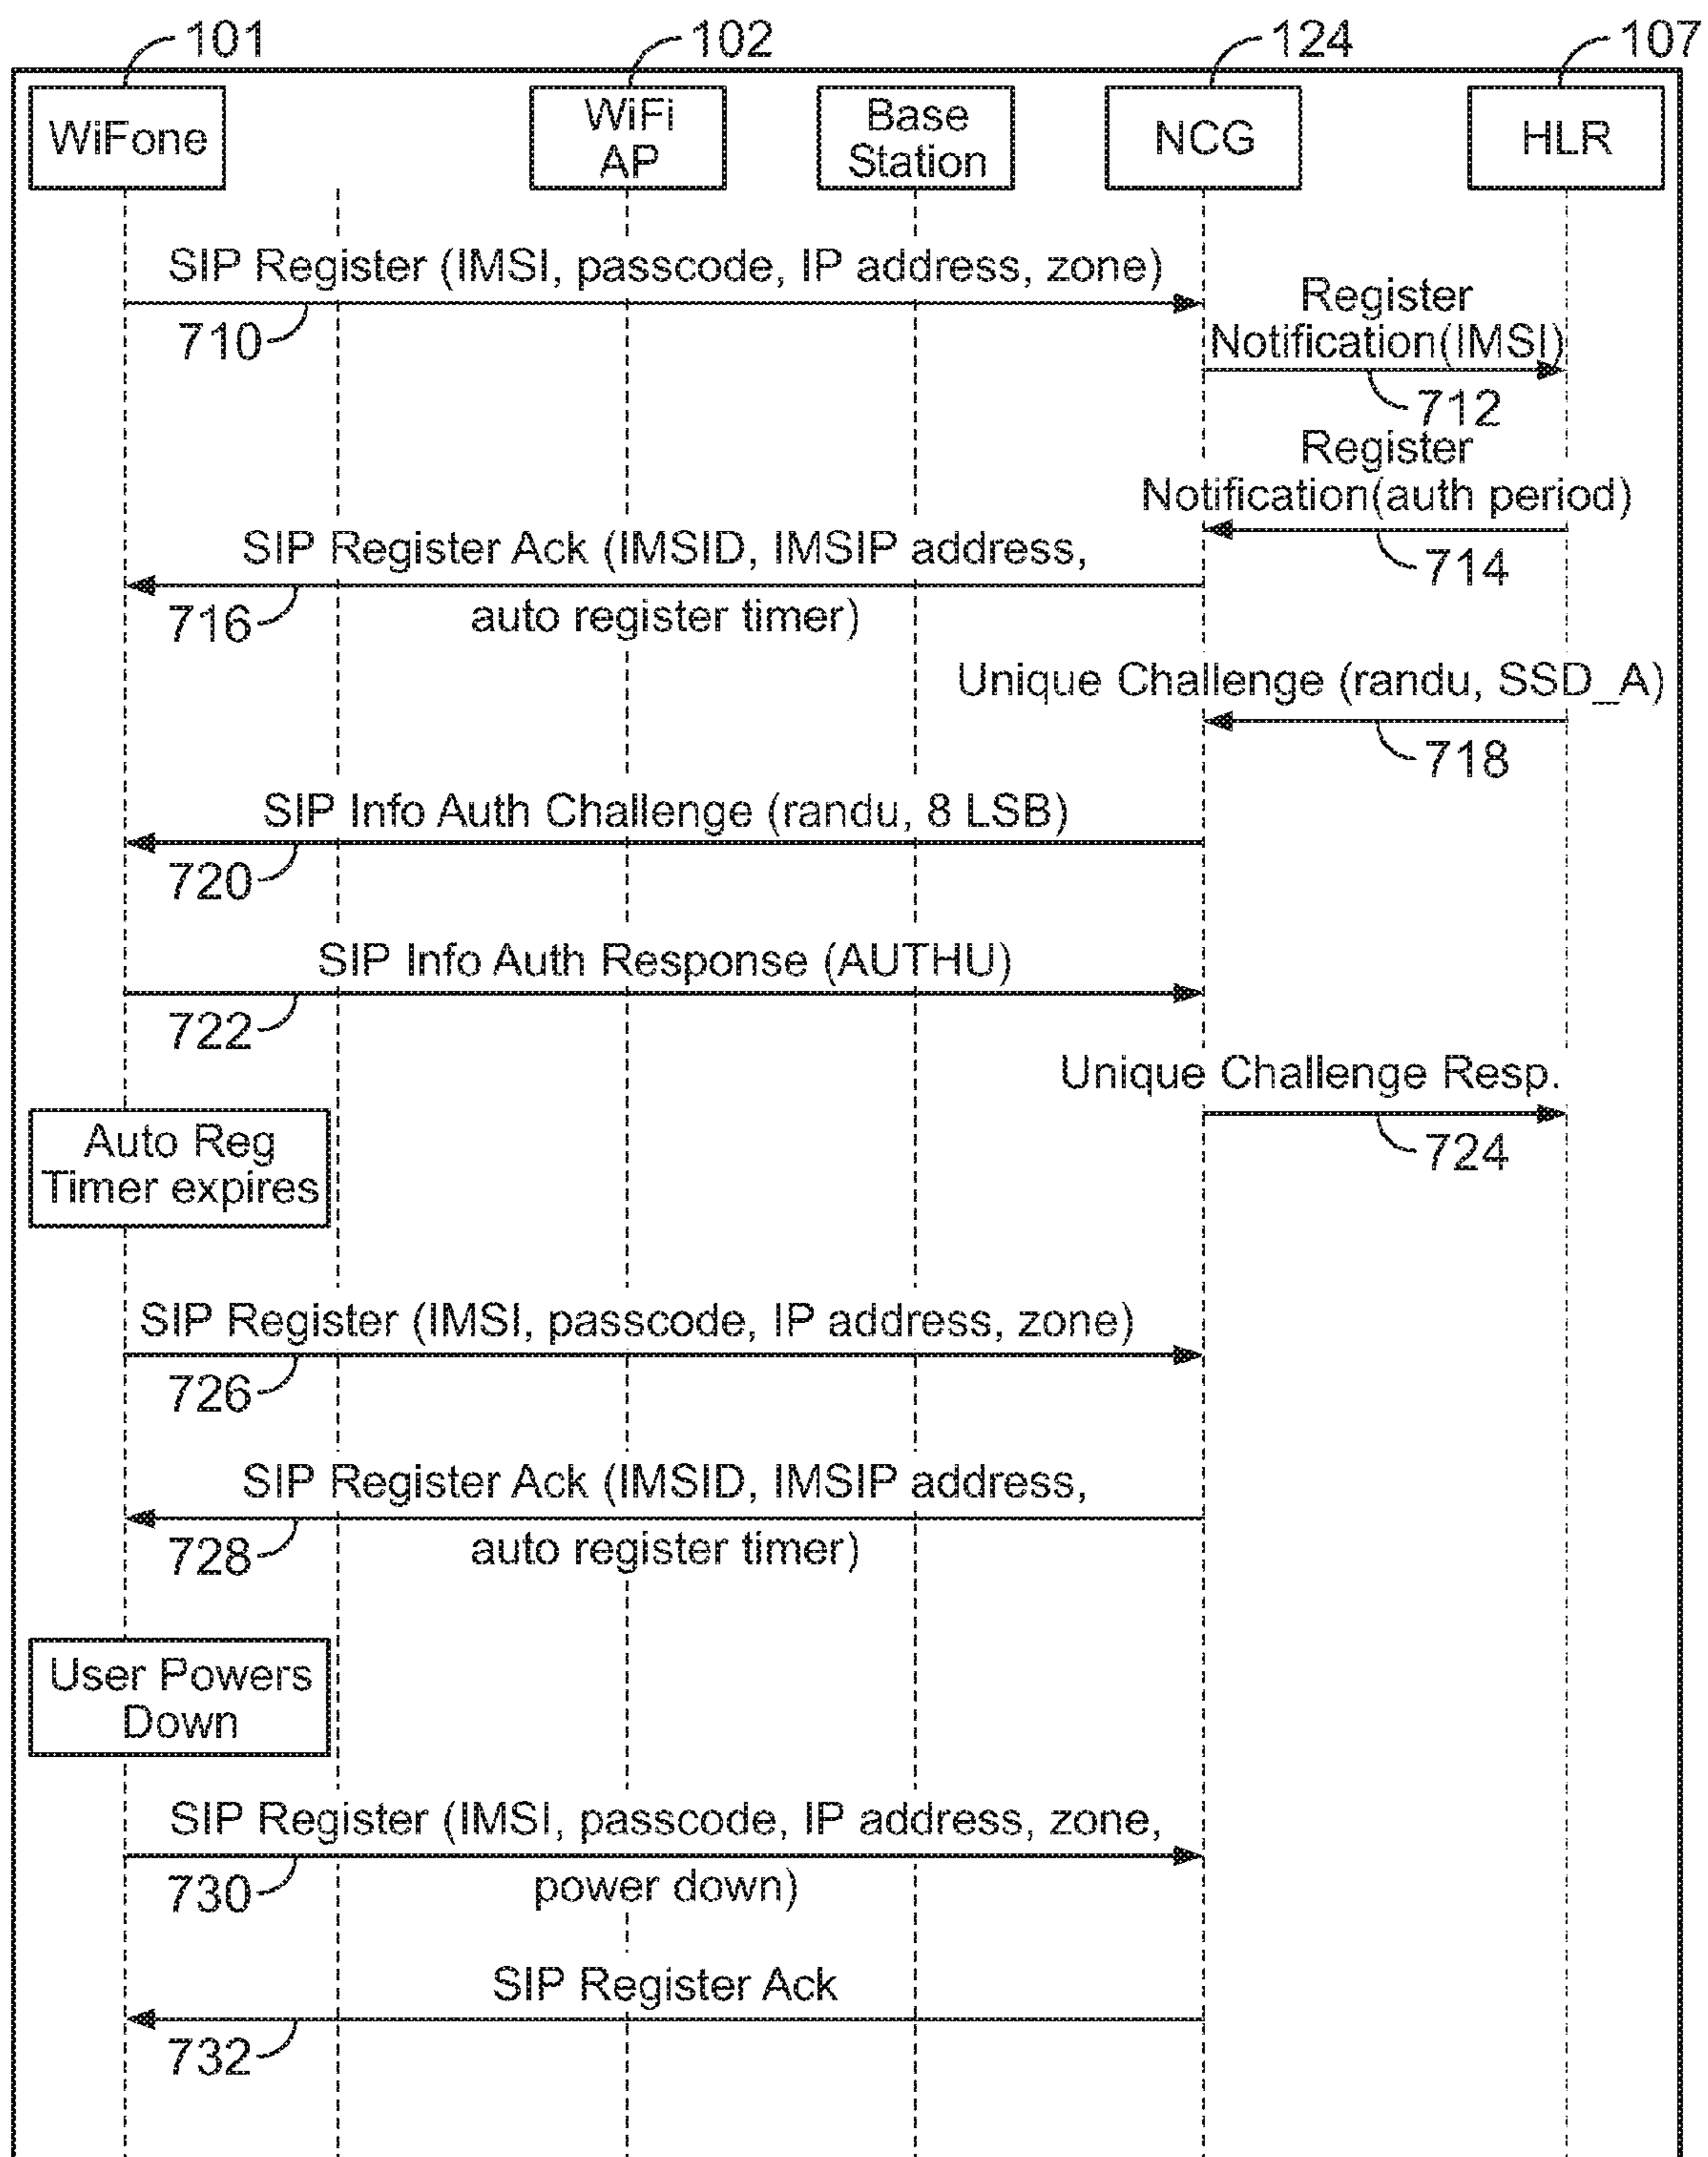 101
102
124
107
WiFone
WiFi
AP
Base
Station
NCG
HLR
SIP Register (IMSI, passcode, IP address, zone)
710
Register
Notification(IMSI)
712
Register
Notification(auth period)
714
SIP Register Ack (IMSID, IMSIP address,
716
auto register timer)
Unique Challenge (randu, SSD_A)
718
SIP Info Auth Challenge (randu, 8 LSB)
720
SIP Info Auth Response (AUTHU)
722
Unique Challenge Resp.
724
Auto Reg
Timer expires
SIP Register (IMSI, passcode, IP address, zone)
726
SIP Register Ack (IMSID, IMSIP address,
728
auto register timer)
User Powers
Down
SIP Register (IMSI, passcode, IP address, zone,
730
power down)
SIP Register Ack
732